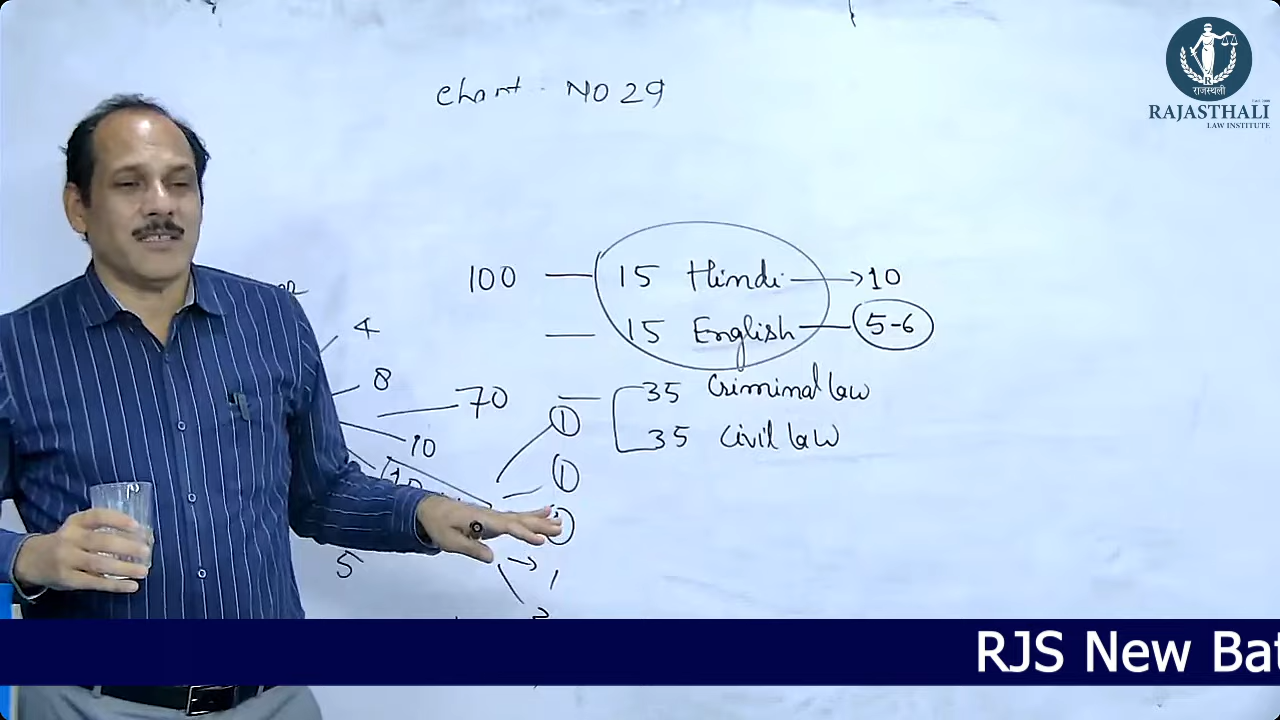 राजस्थली
RAJASTHALI
LAW INSTITUTE
Chart - NO 29
100 — 15 Hindi → 10
— 15 English — 5-6
4
8
70 — 35 Criminal law
35 Civil law
1
10
1
5
1
RJS New Bat